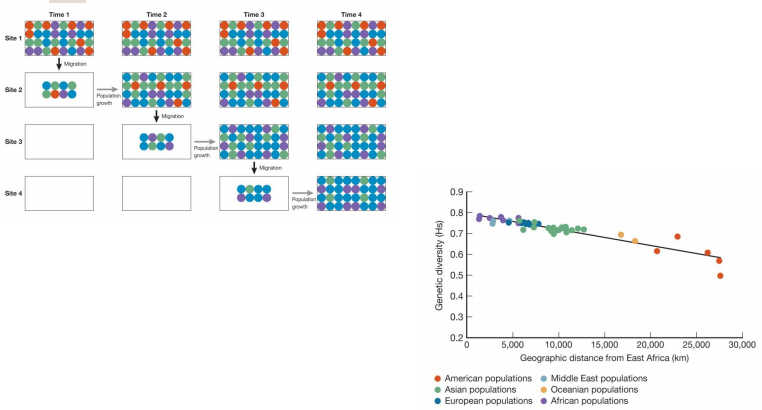 Time 1 Time 2 Time 3 Time 4
Site 1
Migration
Site 2
Population
growth
Migration
Site 3
Population
growth
Migration
Site 4
Population
growth
0.9
0.8
0.7
0.6
0.5
0.4
0.3
0.2
Genetic diversity (Hs)
0 5,000 10,000 15,000 20,000 25,000 30,000
Geographic distance from East Africa (km)
American populations Middle East populations
Asian populations Oceanian populations
European populations African populations